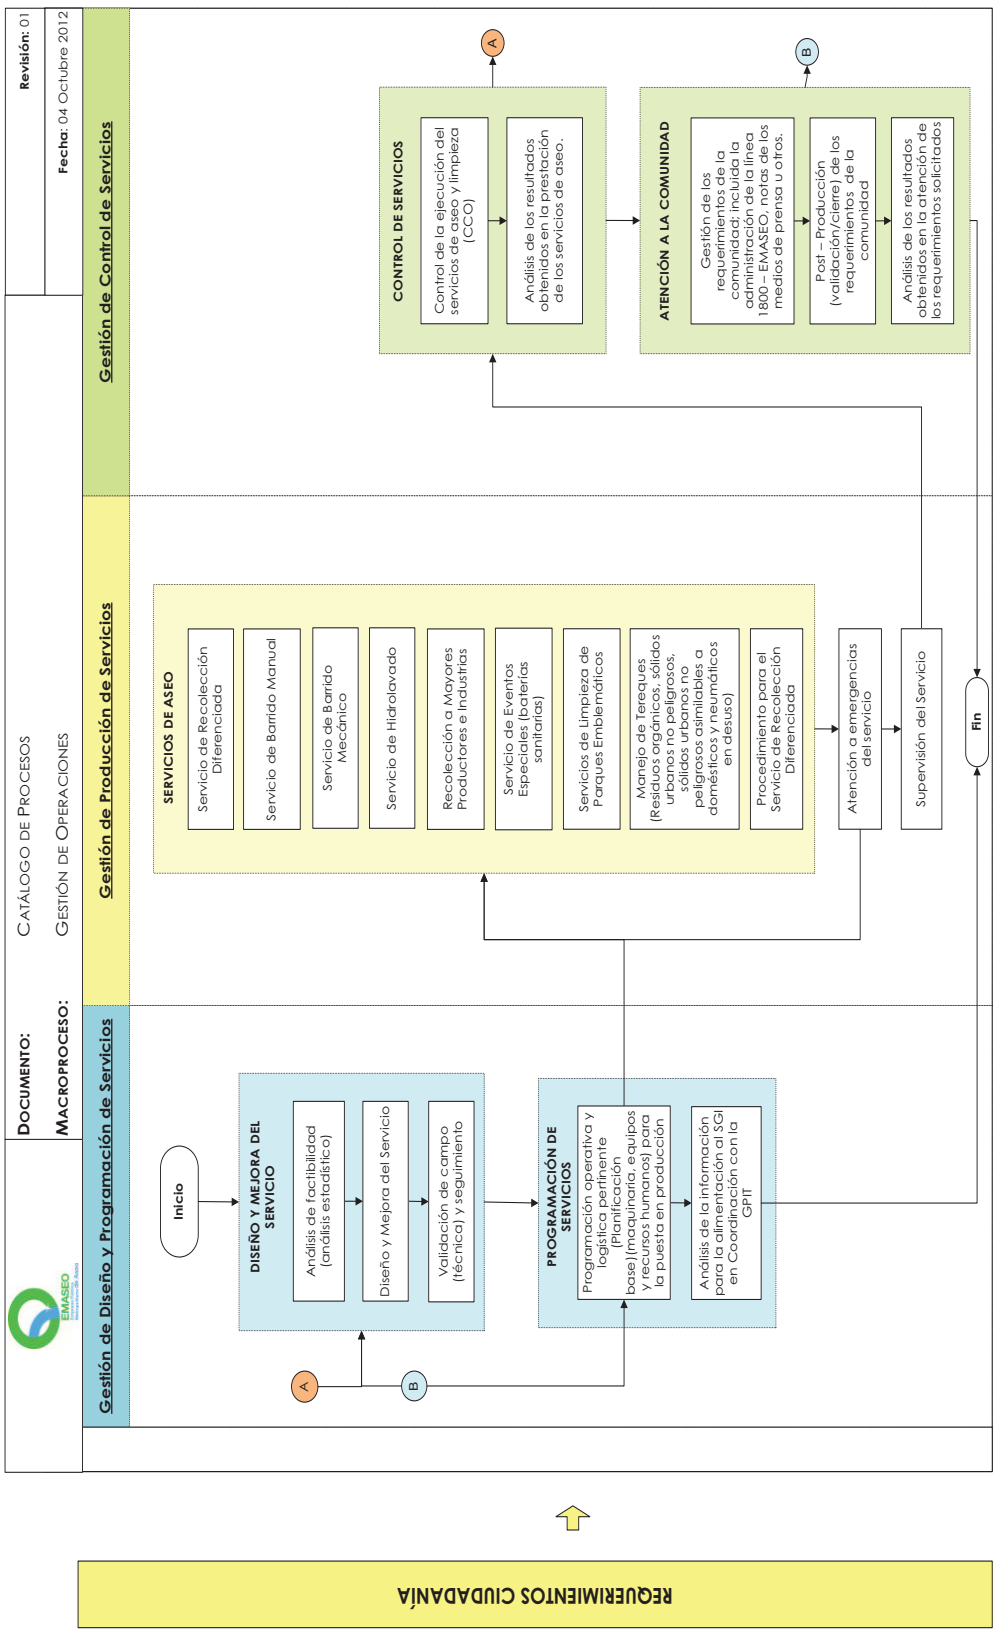 EMASEO
DOCUMENTO:
CATÁLOGO DE PROCESOS
Revisión: 01
MACROPROCESO:
GESTIÓN DE OPERACIONES
Fecha: 04 Octubre 2012
Gestión de Diseño y Programación de Servicios
Gestión de Producción de Servicios
Gestión de Control de Servicios
Inicio
DISEÑO Y MEJORA DEL
SERVICIO
Análisis de factibilidad
(análisis estadístico)
Diseño y Mejora del Servicio
Validación de campo
(técnica) y seguimiento
A
B
PROGRAMACIÓN DE
SERVICIOS
Programación operativa y
logística pertinente
(Planificación
base)(maquinaria, equipos
y recursos humanos) para
la puesta en producción
Análisis de la información
para la alimentación al SGI
en Coordinación con la
GPIT
SERVICIOS DE ASEO
Servicio de Recolección
Diferenciada
Servicio de Barrido Manual
Servicio de Barrido
Mecánico
Servicio de Hidrolavado
Recolección a Mayores
Productores e Industrias
Servicio de Eventos
Especiales (baterías
sanitarias)
Servicios de Limpieza de
Parques Emblemáticos
Manejo de Tereques
(Residuos orgánicos, sólidos
urbanos no peligrosos,
sólidos urbanos no
peligrosos asimilables a
domésticos y neumáticos
en desuso)
Procedimiento para el
Servicio de Recolección
Diferenciada
Atención a emergencias
del servicio
Supervisión del Servicio
Fin
CONTROL DE SERVICIOS
Control de la ejecución del
servicios de aseo y limpieza
(CCO)
Análisis de los resultados
obtenidos en la prestación
de los servicios de aseo.
A
ATENCIÓN A LA COMUNIDAD
Gestión de los
requerimientos de la
comunidad; incluida la
administración de la línea
1800 – EMASEO, notas de los
medios de prensa u otros.
Post – Producción
(validación/cierre) de los
requerimientos de la
comunidad
Análisis de los resultados
obtenidos en la atención de
los requerimientos solicitados
B
REQUERIMIENTOS CIUDADANÍA